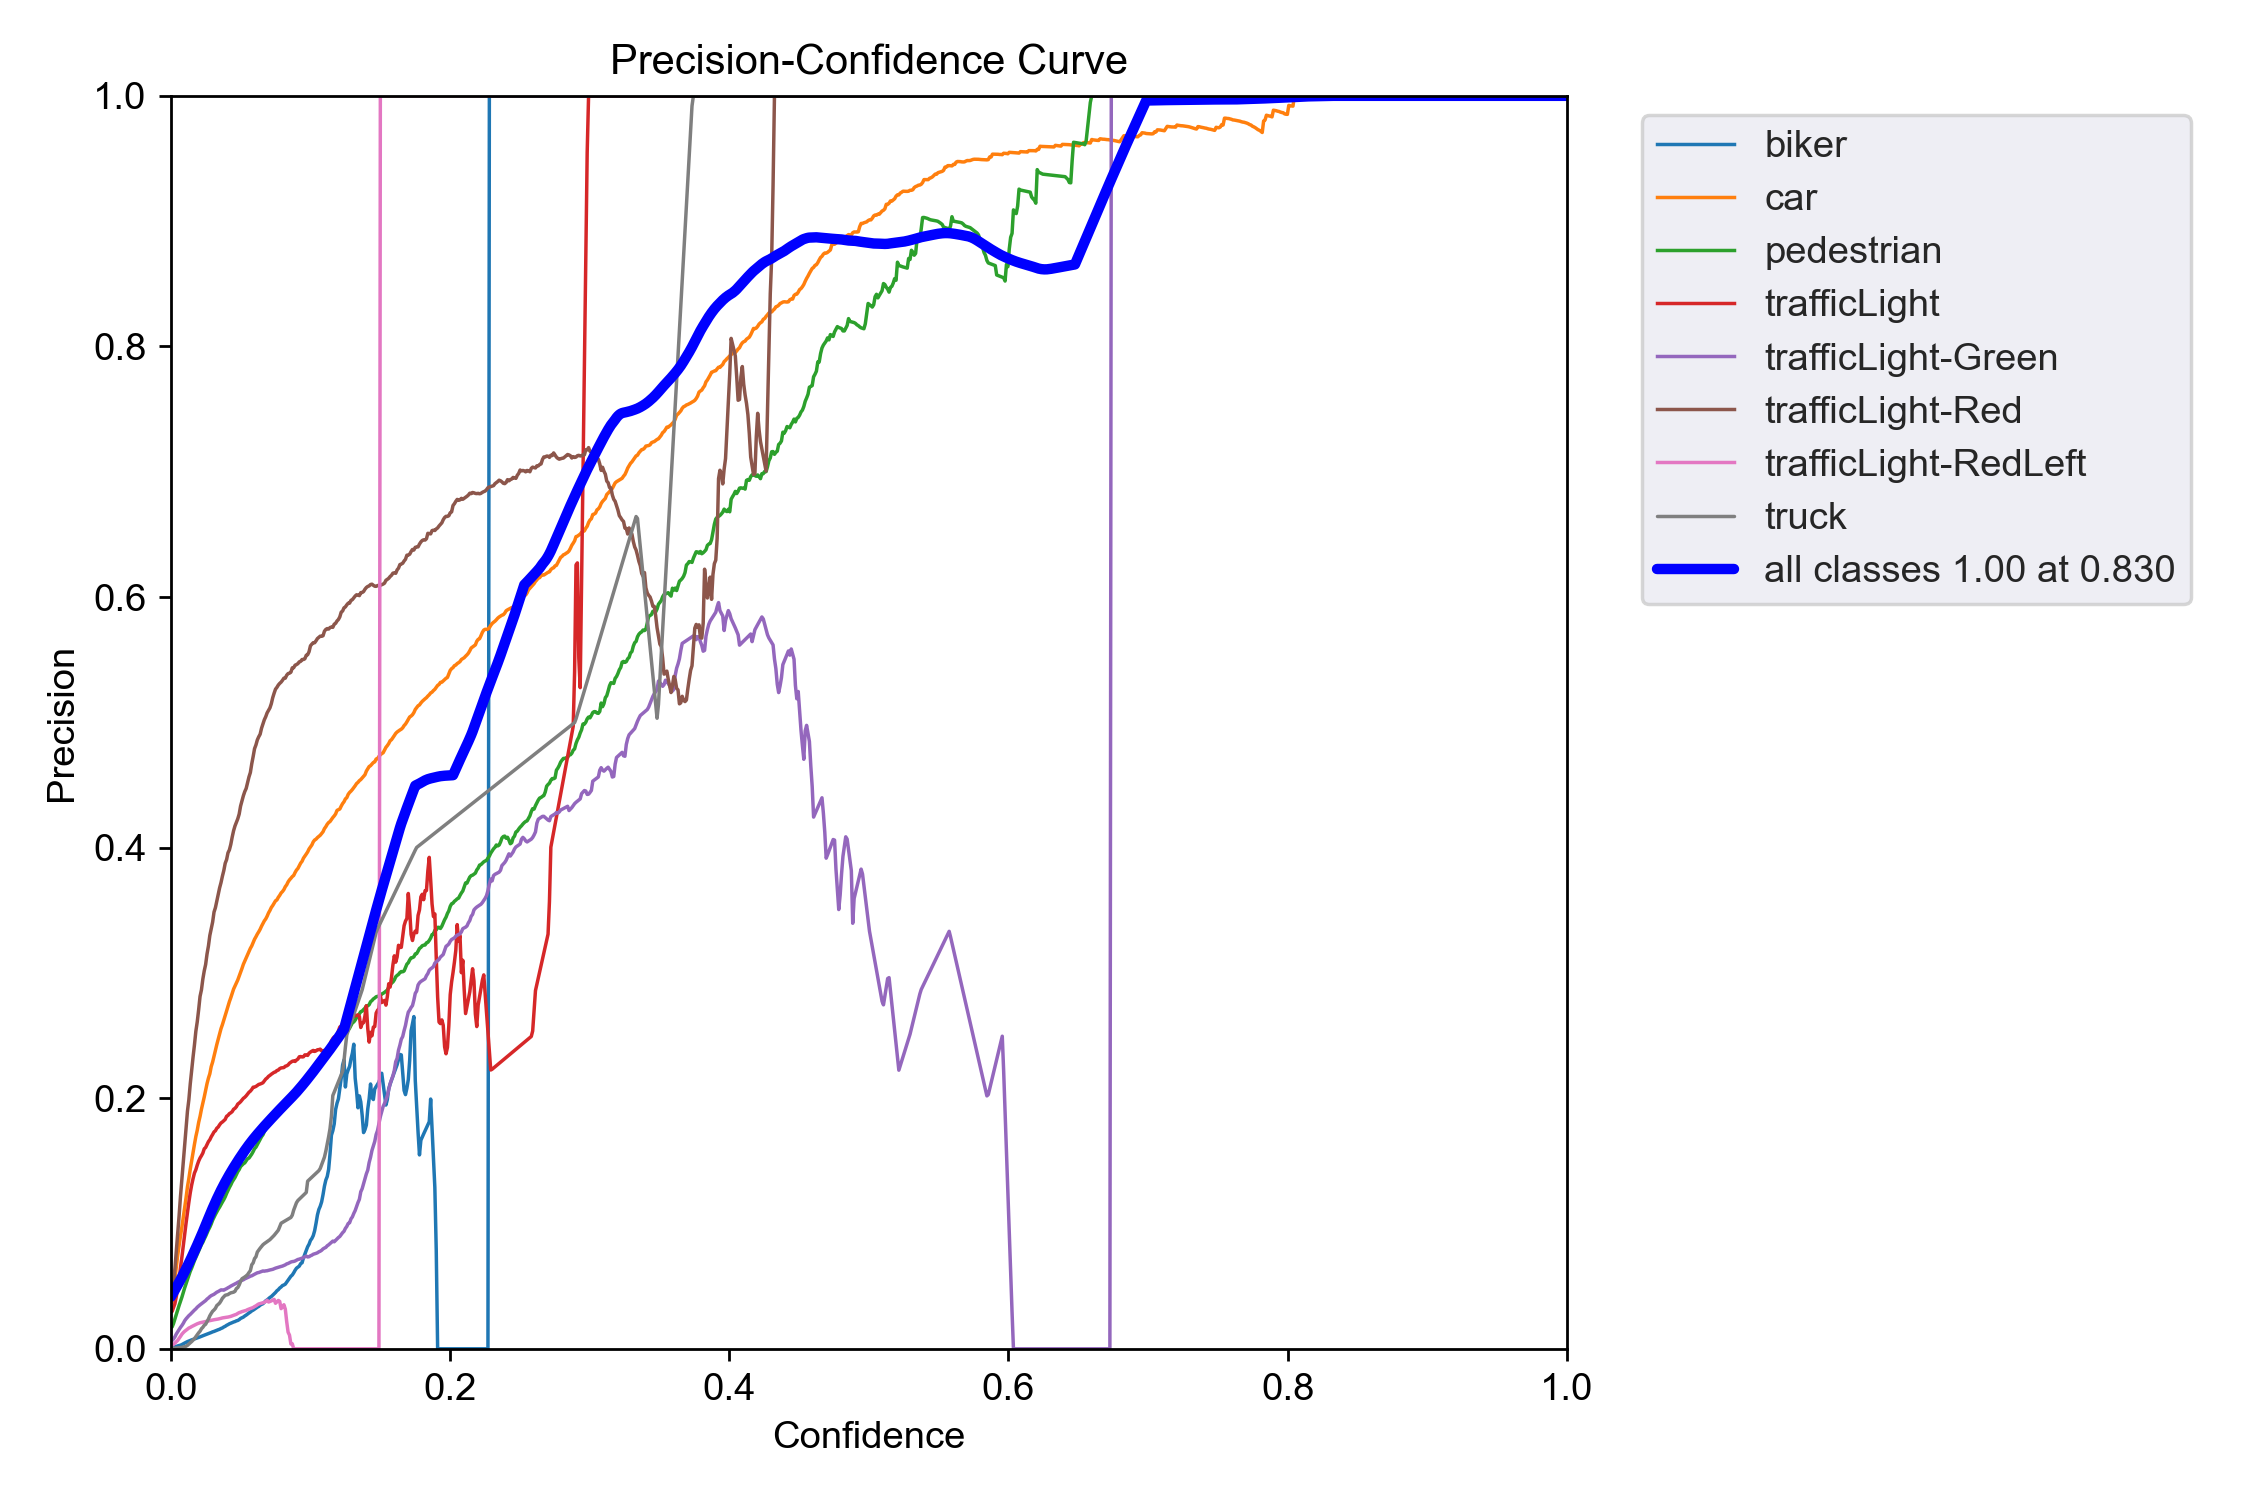 Precision-Confidence Curve
1.0
0.8
0.6
0.4
0.2
0.0
Precision
0.0 0.2 0.4 0.6 0.8 1.0
Confidence
biker
car
pedestrian
trafficLight
trafficLight-Green
trafficLight-Red
trafficLight-RedLeft
truck
all classes 1.00 at 0.830